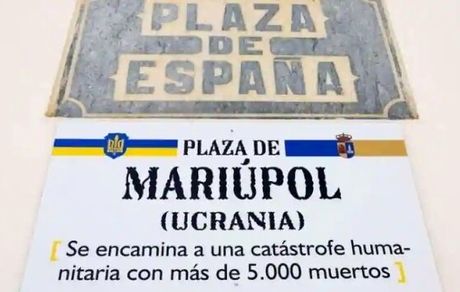 PLAZA
DE
ESPAÑA
PLAZA DE
MARIÚPOL
(UCRANIA)
[ Se encamina a una catástrofe huma-
nitaria con más de 5.000 muertos ]